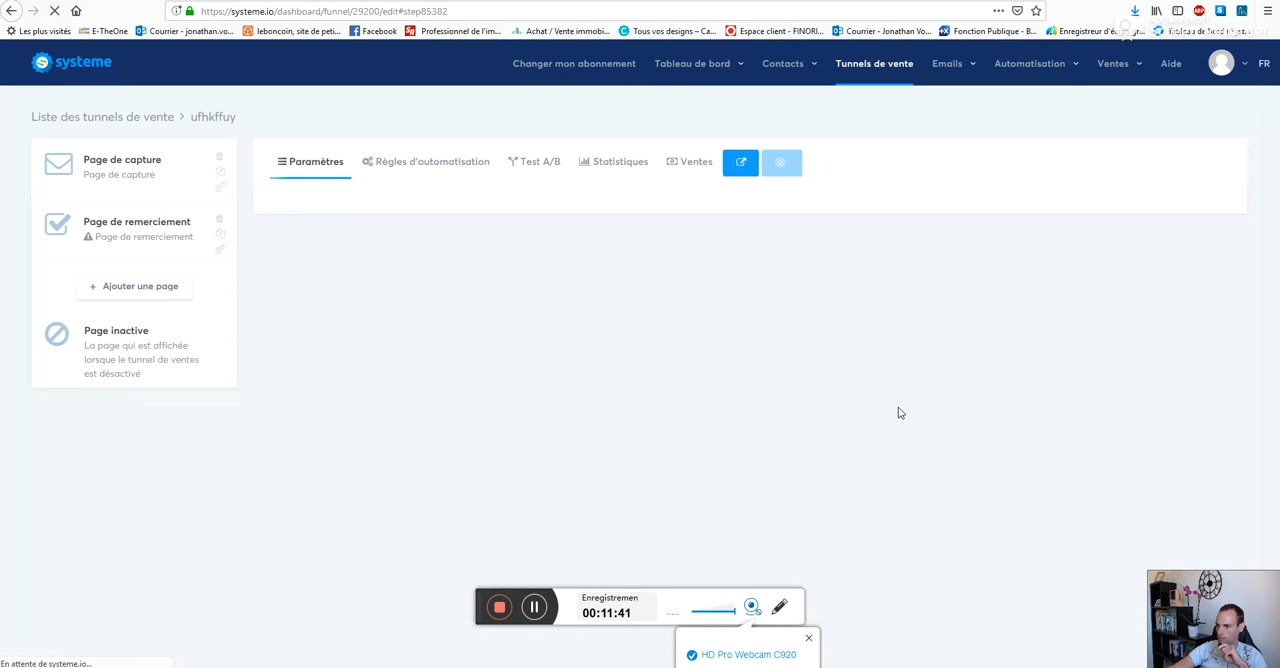 https://systeme.io/dashboard/funnel/29200/edit#step85382
Les plus visités
E-TheOne
Courrier - jonathan.vo...
leboncoin, site de peti...
Facebook
Professionnel de l'im...
Achat / Vente immobi...
Tous vos designs – Ca...
Espace client - FINORI...
Courrier - Jonathan Vo...
Fonction Publique - B...
systeme
Changer mon abonnement
Tableau de bord
Contacts
Tunnels de vente
Emails
Automatisation
Ventes
Aide
FR
Liste des tunnels de vente > ufhkffuy
Page de capture
Page de capture
Page de remerciement
Page de remerciement
+ Ajouter une page
Page inactive
La page qui est affichée
lorsque le tunnel de ventes
est désactivé
Paramètres
Règles d'automatisation
Test A/B
Statistiques
Ventes
Enregistremen
00:11:41
HD Pro Webcam C920
En attente de systeme.io...